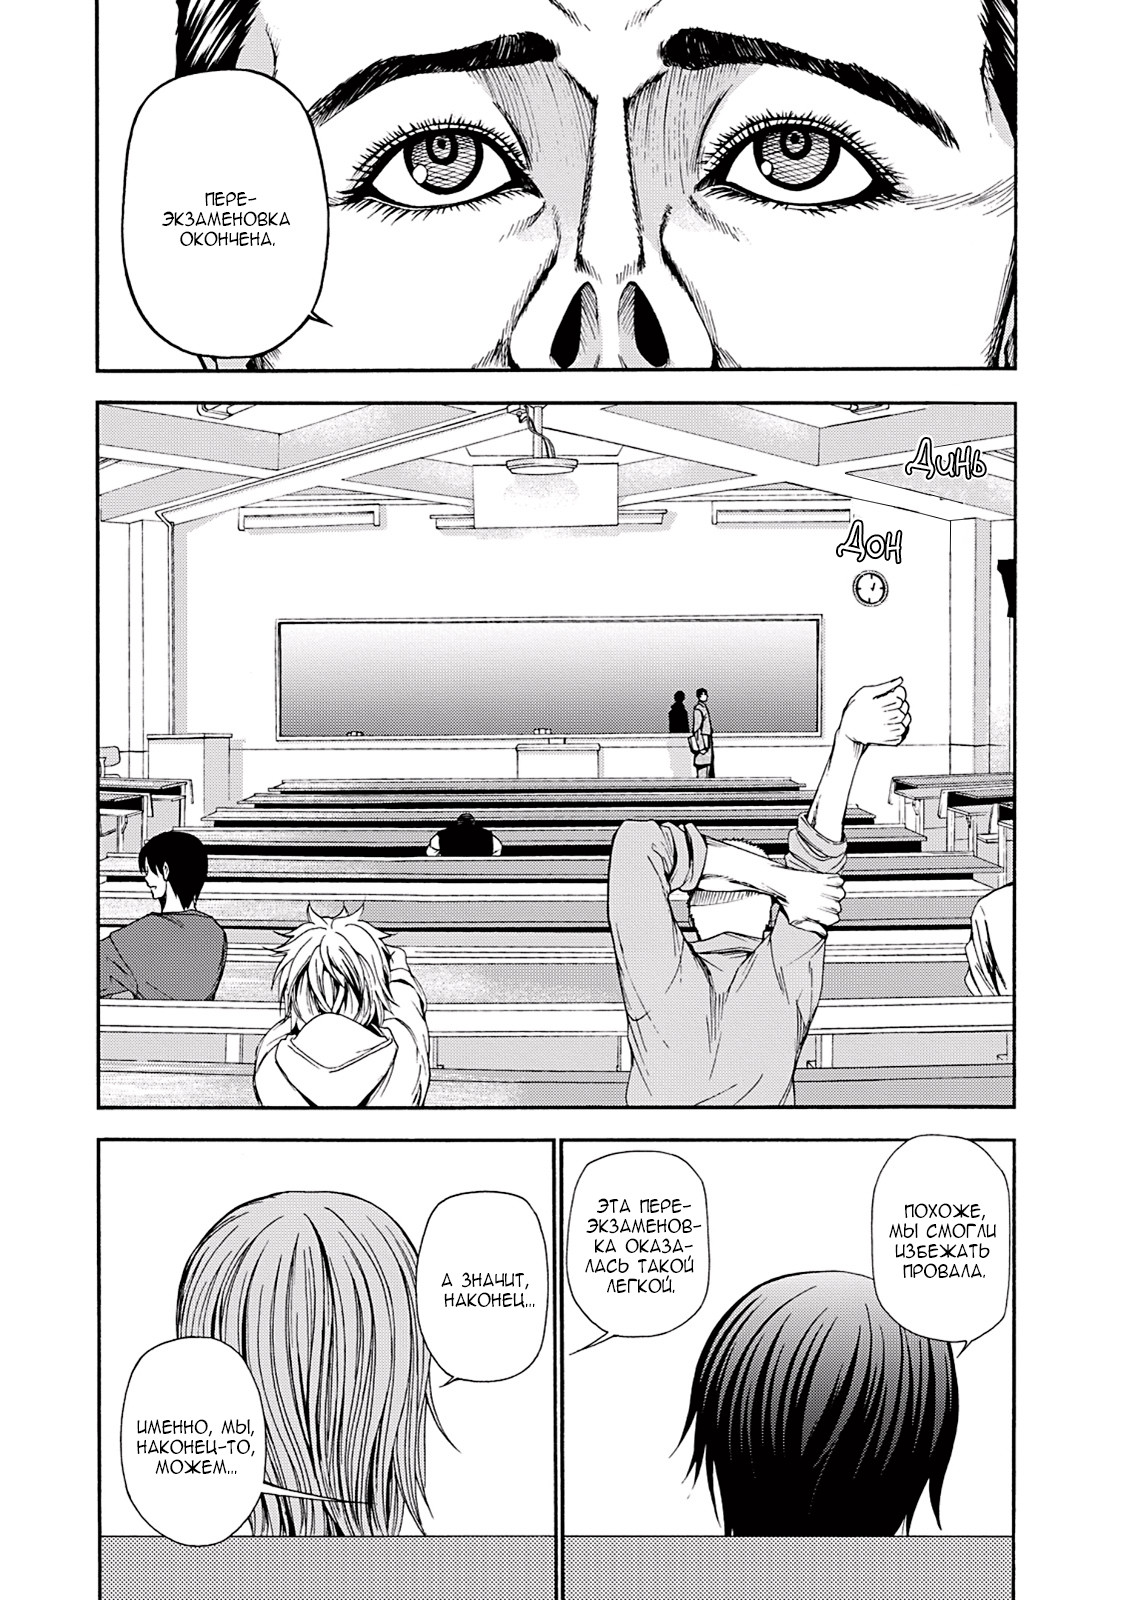 ПЕРЕ-
ЭКЗАМЕНОВКА
ОКОНЧЕНА.
Динь
Дон
ПОХОЖЕ,
МЫ СМОГЛИ
ИЗБЕЖАТЬ
ПРОВАЛА.
ЭТА ПЕРЕ-
ЭКЗАМЕНОВ-
КА ОКАЗА-
ЛАСЬ ТАКОЙ
ЛЕГКОЙ.
А ЗНАЧИТ,
НАКОНЕЦ...
ИМЕННО, МЫ,
НАКОНЕЦ-ТО,
МОЖЕМ...